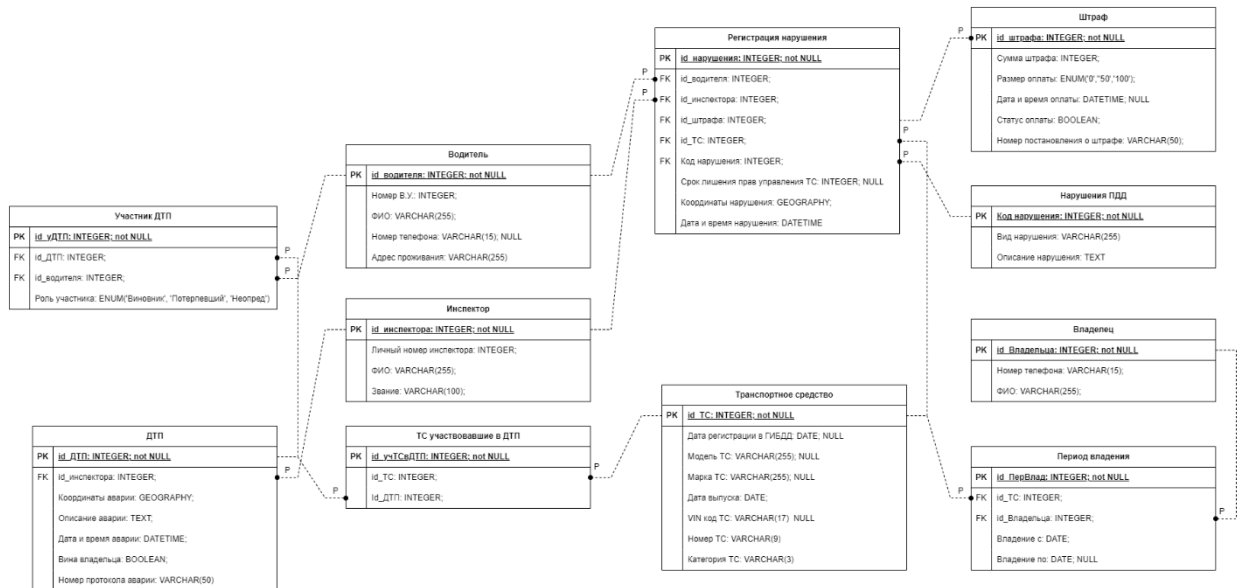 Участник ДТП
PK id_уДТП: INTEGER; not NULL
FK id_ДТП: INTEGER;
FK id_водителя: INTEGER;
Роль участника: ENUM('Виновник', 'Потерпевший', 'Неопред')
P
P
ДТП
PK id_ДТП: INTEGER; not NULL
FK id_инспектора: INTEGER;
Координаты аварии: GEOGRAPHY;
Описание аварии: TEXT;
Дата и время аварии: DATETIME;
Вина владельца: BOOLEAN;
Номер протокола аварии: VARCHAR(50)
P
Водитель
PK id_водителя: INTEGER; not NULL
Номер В.У.: INTEGER;
ФИО: VARCHAR(255);
Номер телефона: VARCHAR(15); NULL
Адрес проживания: VARCHAR(255)
Инспектор
PK id_инспектора: INTEGER; not NULL
Личный номер инспектора: INTEGER;
ФИО: VARCHAR(255);
Звание: VARCHAR(100);
ТС участвовавшие в ДТП
PK id_учТСвДТП: INTEGER; not NULL
id_ТС: INTEGER;
Id_ДТП: INTEGER;
P
P
Регистрация нарушения
PK id_нарушения: INTEGER; not NULL
FK id_водителя: INTEGER;
FK id_инспектора: INTEGER;
FK id_штрафа: INTEGER;
FK id_ТС: INTEGER;
FK Код нарушения: INTEGER;
Срок лишения прав управления ТС: INTEGER; NULL
Координаты нарушения: GEOGRAPHY;
Дата и время нарушения: DATETIME
P
P
P
P
Транспортное средство
PK id_ТС: INTEGER; not NULL
Дата регистрации в ГИБДД: DATE; NULL
Модель ТС: VARCHAR(255); NULL
Марка ТС: VARCHAR(255); NULL
Дата выпуска: DATE;
VIN код ТС: VARCHAR(17) NULL
Номер ТС: VARCHAR(9)
Категория ТС: VARCHAR(3)
Штраф
P
PK id_штрафа: INTEGER; not NULL
Сумма штрафа: INTEGER;
Размер оплаты: ENUM('0',''50','100');
Дата и время оплаты: DATETIME; NULL
Статус оплаты: BOOLEAN;
Номер постановления о штрафе: VARCHAR(50);
Нарушения ПДД
PK Код нарушения: INTEGER; not NULL
Вид нарушения: VARCHAR(255)
Описание нарушения: TEXT
Владелец
PK id_Владельца: INTEGER; not NULL
Номер телефона: VARCHAR(15);
ФИО: VARCHAR(255);
Период владения
PK id_ПерВлад: INTEGER; not NULL
P
FK id_ТС: INTEGER;
FK id_Владельца: INTEGER;
P
Владение с: DATE;
Владение по: DATE; NULL